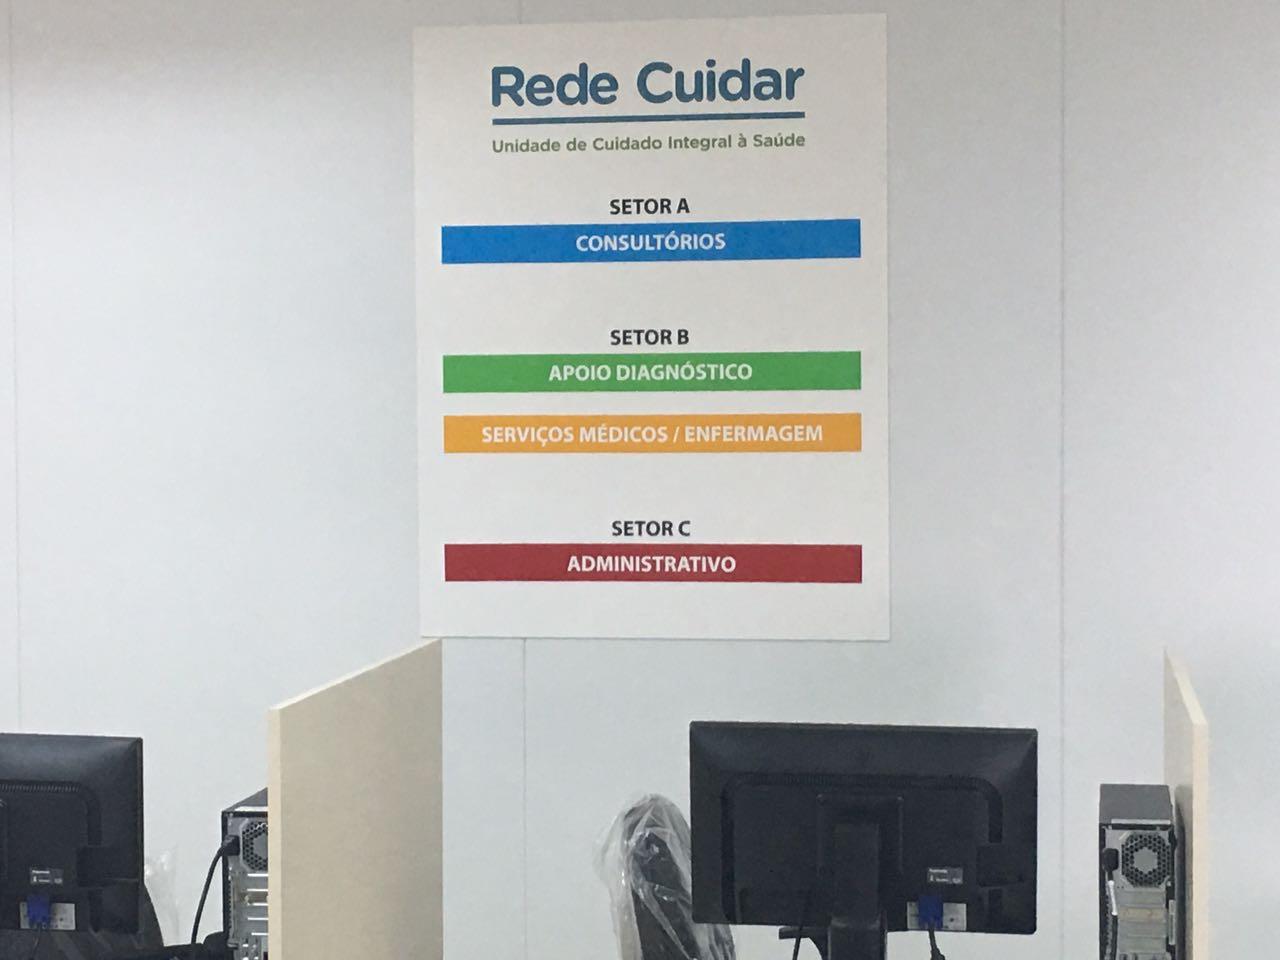 Rede Cuidar
Unidade de Cuidado Integral à Saúde
SETOR A
CONSULTÓRIOS
SETOR B
APOIO DIAGNÓSTICO
SERVIÇOS MÉDICOS / ENFERMAGEM
SETOR C
ADMINISTRATIVO